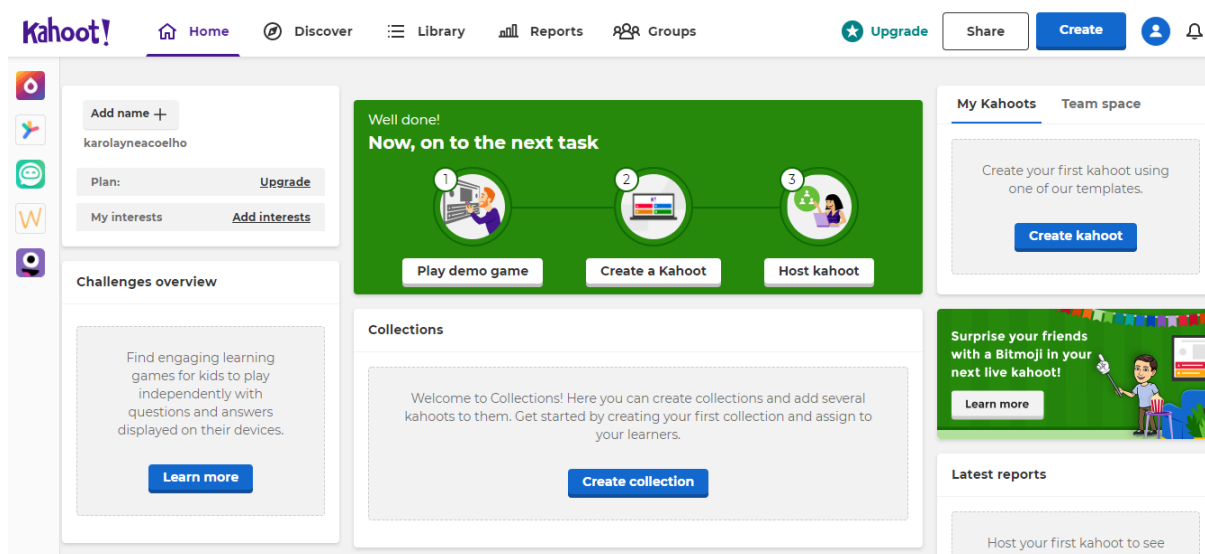 Kahoot!
Home
Discover
Library
Reports
Groups
Upgrade
Share
Create
Add name +
karolayneacoelho
Plan:
Upgrade
My interests
Add interests
Challenges overview
Find engaging learning
games for kids to play
independently with
questions and answers
displayed on their devices.
Learn more
Well done!
Now, on to the next task
1
2
3
Play demo game
Create a Kahoot
Host kahoot
Collections
Welcome to Collections! Here you can create collections and add several
kahoots to them. Get started by creating your first collection and assign to
your learners.
Create collection
My Kahoots
Team space
Create your first kahoot using
one of our templates.
Create kahoot
Surprise your friends
with a Bitmoji in your
next live kahoot!
Learn more
Latest reports
Host your first kahoot to see